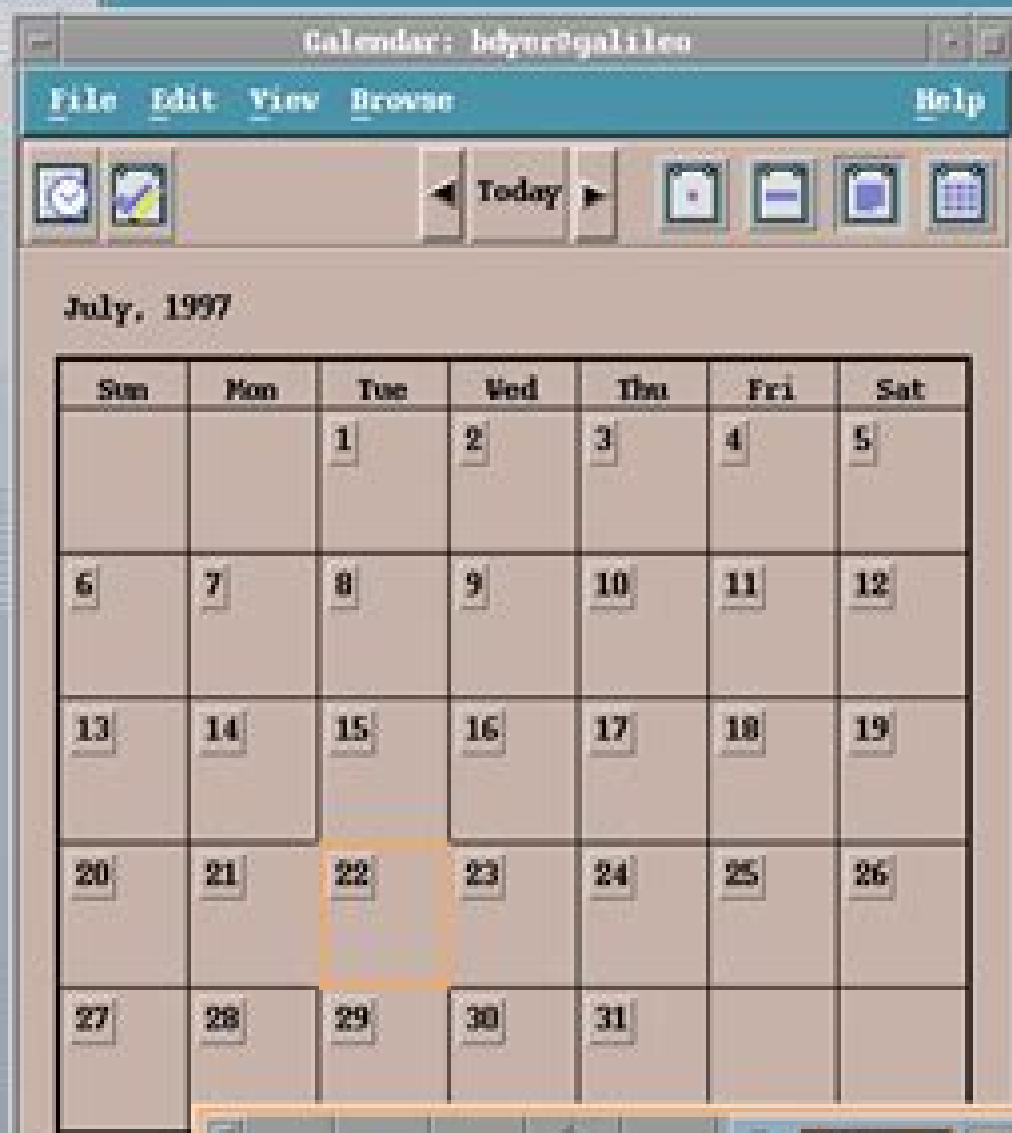 Calendar: bdyer@galileo
File Edit View Browse Help
Today
July, 1997
Sun Mon Tue Wed Thu Fri Sat
1 2 3 4 5
6 7 8 9 10 11 12
13 14 15 16 17 18 19
20 21 22 23 24 25 26
27 28 29 30 31